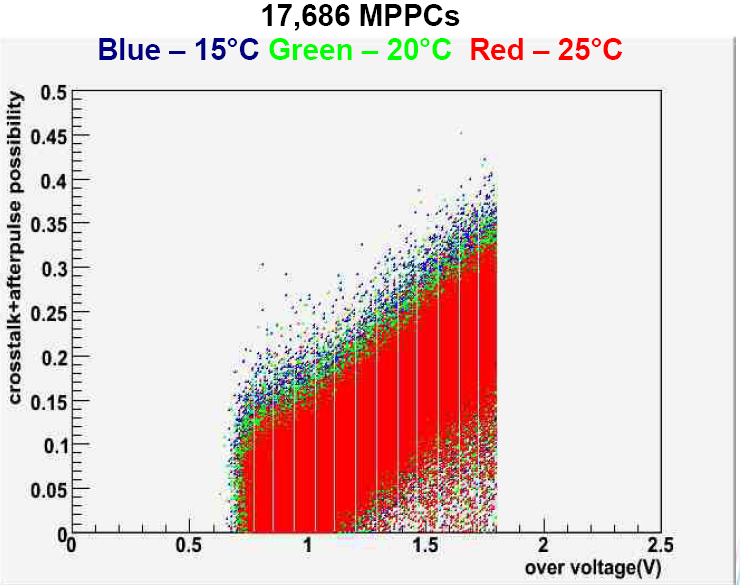 17,686 MPPCs
Blue – 15°C Green – 20°C Red – 25°C
crosstalk+afterpulse possibility
0.5
0.45
0.4
0.35
0.3
0.25
0.2
0.15
0.1
0.05
0
0 0.5 1 1.5 2 2.5
over voltage(V)